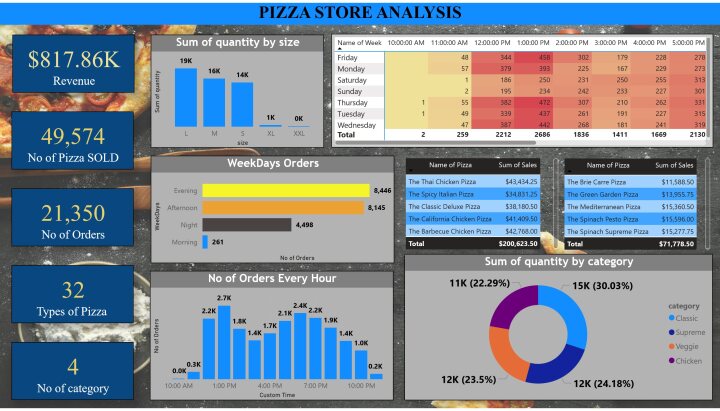 PIZZA STORE ANALYSIS
$817.86K
Revenue
49,574
No of Pizza SOLD
21,350
No of Orders
32
Types of Pizza
4
No of category
Sum of quantity by size
Sum of quantity
19K 16K 14K 1K 0K
L M S XL XXL
size
Name of Week 10:00:00 AM 11:00:00 AM 12:00:00 PM 1:00:00 PM 2:00:00 PM 3:00:00 PM 4:00:00 PM 5:00:00 PM
Friday 48 344 458 302 179 228 278
Monday 57 379 393 225 167 229 273
Saturday 1 186 250 231 250 255 313
Sunday 2 195 234 242 233 227 301
Thursday 1 55 382 472 307 210 262 331
Tuesday 1 49 339 437 261 191 227 315
Wednesday 47 387 442 268 181 241 319
Total 2 259 2212 2686 1836 1411 1669 2130
WeekDays Orders
WeekDays
Evening 8,446
Afternoon 8,145
Night 4,498
Morning 261
No of Orders
Name of Pizza Sum of Sales
The Thai Chicken Pizza $43,434.25
The Spicy Italian Pizza $34,831.25
The Classic Deluxe Pizza $38,180.50
The California Chicken Pizza $41,409.50
The Barbecue Chicken Pizza $42,768.00
Total $200,623.50
Name of Pizza Sum of Sales
The Brie Carre Pizza $11,588.50
The Green Garden Pizza $13,955.75
The Mediterranean Pizza $15,360.50
The Spinach Pesto Pizza $15,596.00
The Spinach Supreme Pizza $15,277.75
Total $71,778.50
No of Orders Every Hour
No of Orders
0.0K 0.3K 2.2K 2.7K 1.8K 1.4K 1.7K 2.1K 2.4K 2.2K 1.9K 1.4K 1.0K 0.2K
10:00 AM 1:00 PM 4:00 PM 7:00 PM 10:00 PM
Custom Time
Sum of quantity by category
11K (22.29%)
15K (30.03%)
12K (23.5%)
12K (24.18%)
category
Classic
Supreme
Veggie
Chicken